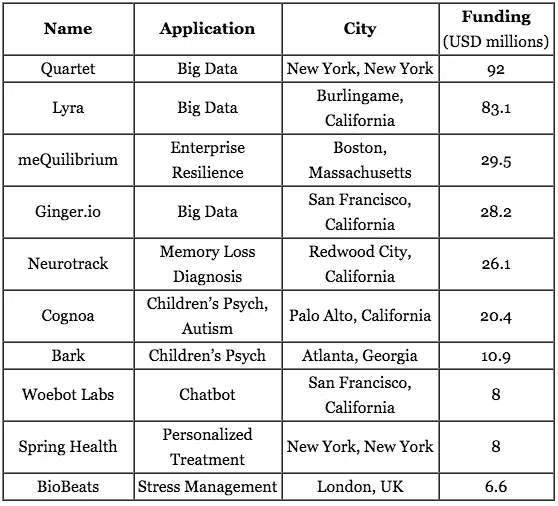 Name Application City Funding
(USD millions)
Quartet Big Data New York, New York 92
Lyra Big Data Burlingame,
California 83.1
meQuilibrium Enterprise
Resilience Boston,
Massachusetts 29.5
Ginger.io Big Data San Francisco,
California 28.2
Neurotrack Memory Loss
Diagnosis Redwood City,
California 26.1
Cognoa Children’s Psych,
Autism Palo Alto, California 20.4
Bark Children’s Psych Atlanta, Georgia 10.9
Woebot Labs Chatbot San Francisco,
California 8
Spring Health Personalized
Treatment New York, New York 8
BioBeats Stress Management London, UK 6.6